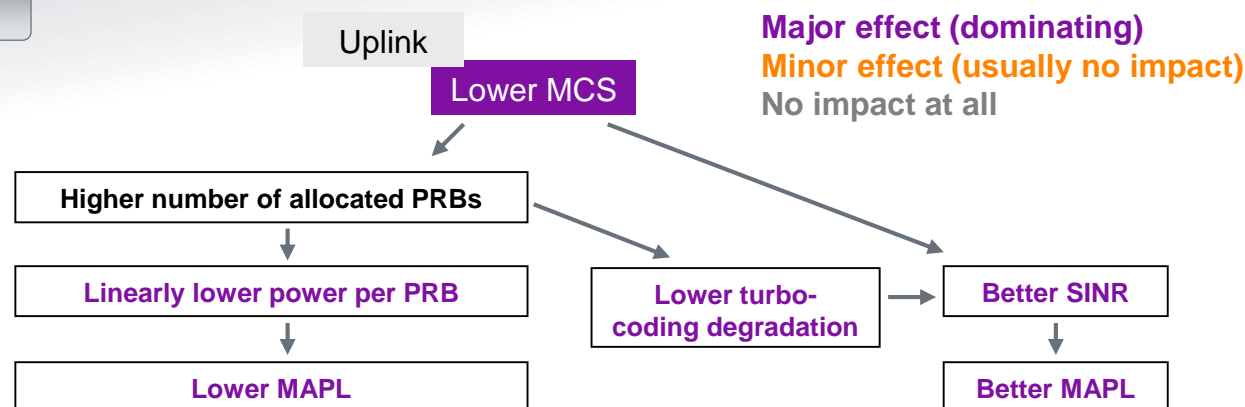 Uplink
Lower MCS
Major effect (dominating)
Minor effect (usually no impact)
No impact at all
Higher number of allocated PRBs
Linearly lower power per PRB
Lower turbo-
coding degradation
Better SINR
Lower MAPL
Better MAPL